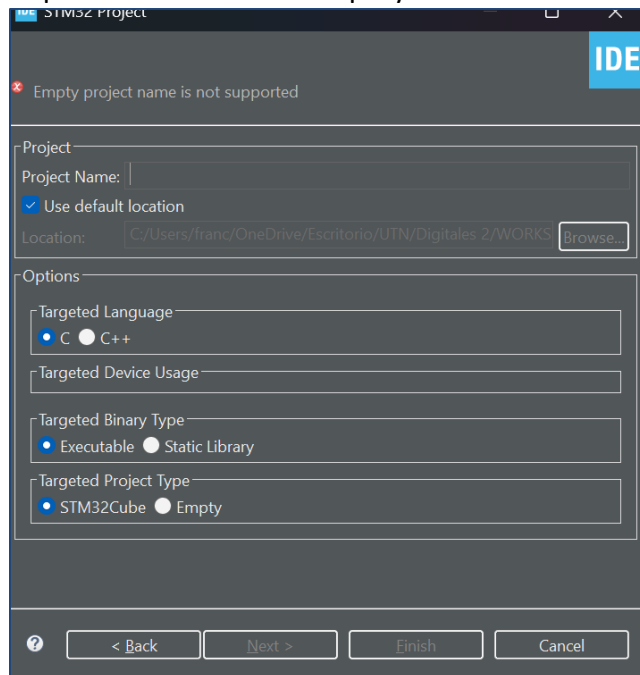 IDE STM32 Project
IDE
Empty project name is not supported
Project
Project Name:
Use default location
Location: C:/Users/franc/OneDrive/Escritorio/UTN/Digitales 2/WORKS Browse...
Options
Targeted Language
C C++
Targeted Device Usage
Targeted Binary Type
Executable Static Library
Targeted Project Type
STM32Cube Empty
? < Back Next > Finish Cancel